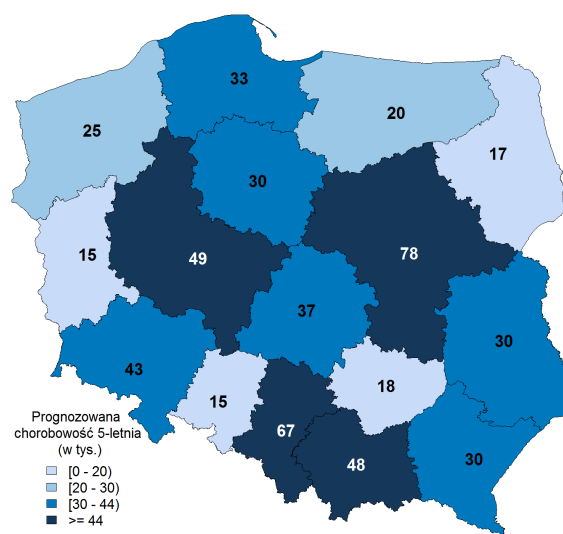 33
25
20
17
30
15
49
78
37
30
43
18
15
67
48
30
Prognozowana
chorobowość 5-letnia
(w tys.)
[0 - 20)
[20 - 30)
[30 - 44)
>= 44